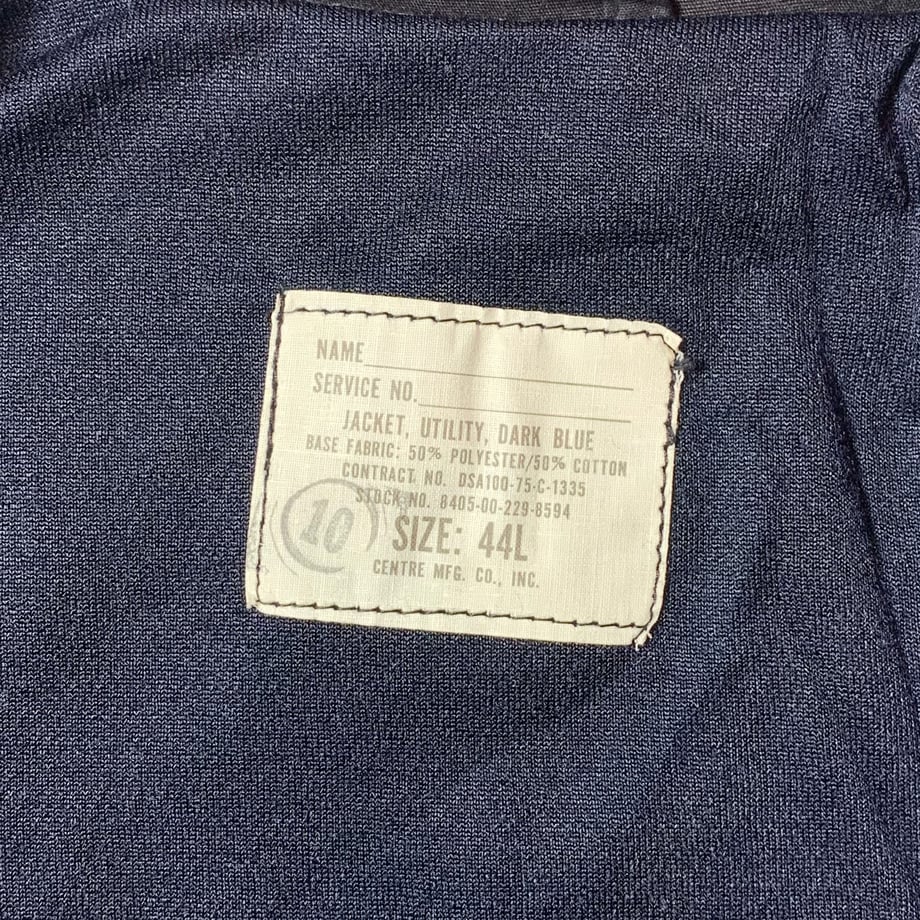 NAME
SERVICE NO.
JACKET, UTILITY, DARK BLUE
BASE FABRIC: 50% POLYESTER/50% COTTON
CONTRACT NO. DSA100-75-C-1335
STOCK NO. 8405-00-229-8594
10
SIZE: 44L
CENTRE MFG. CO., INC.